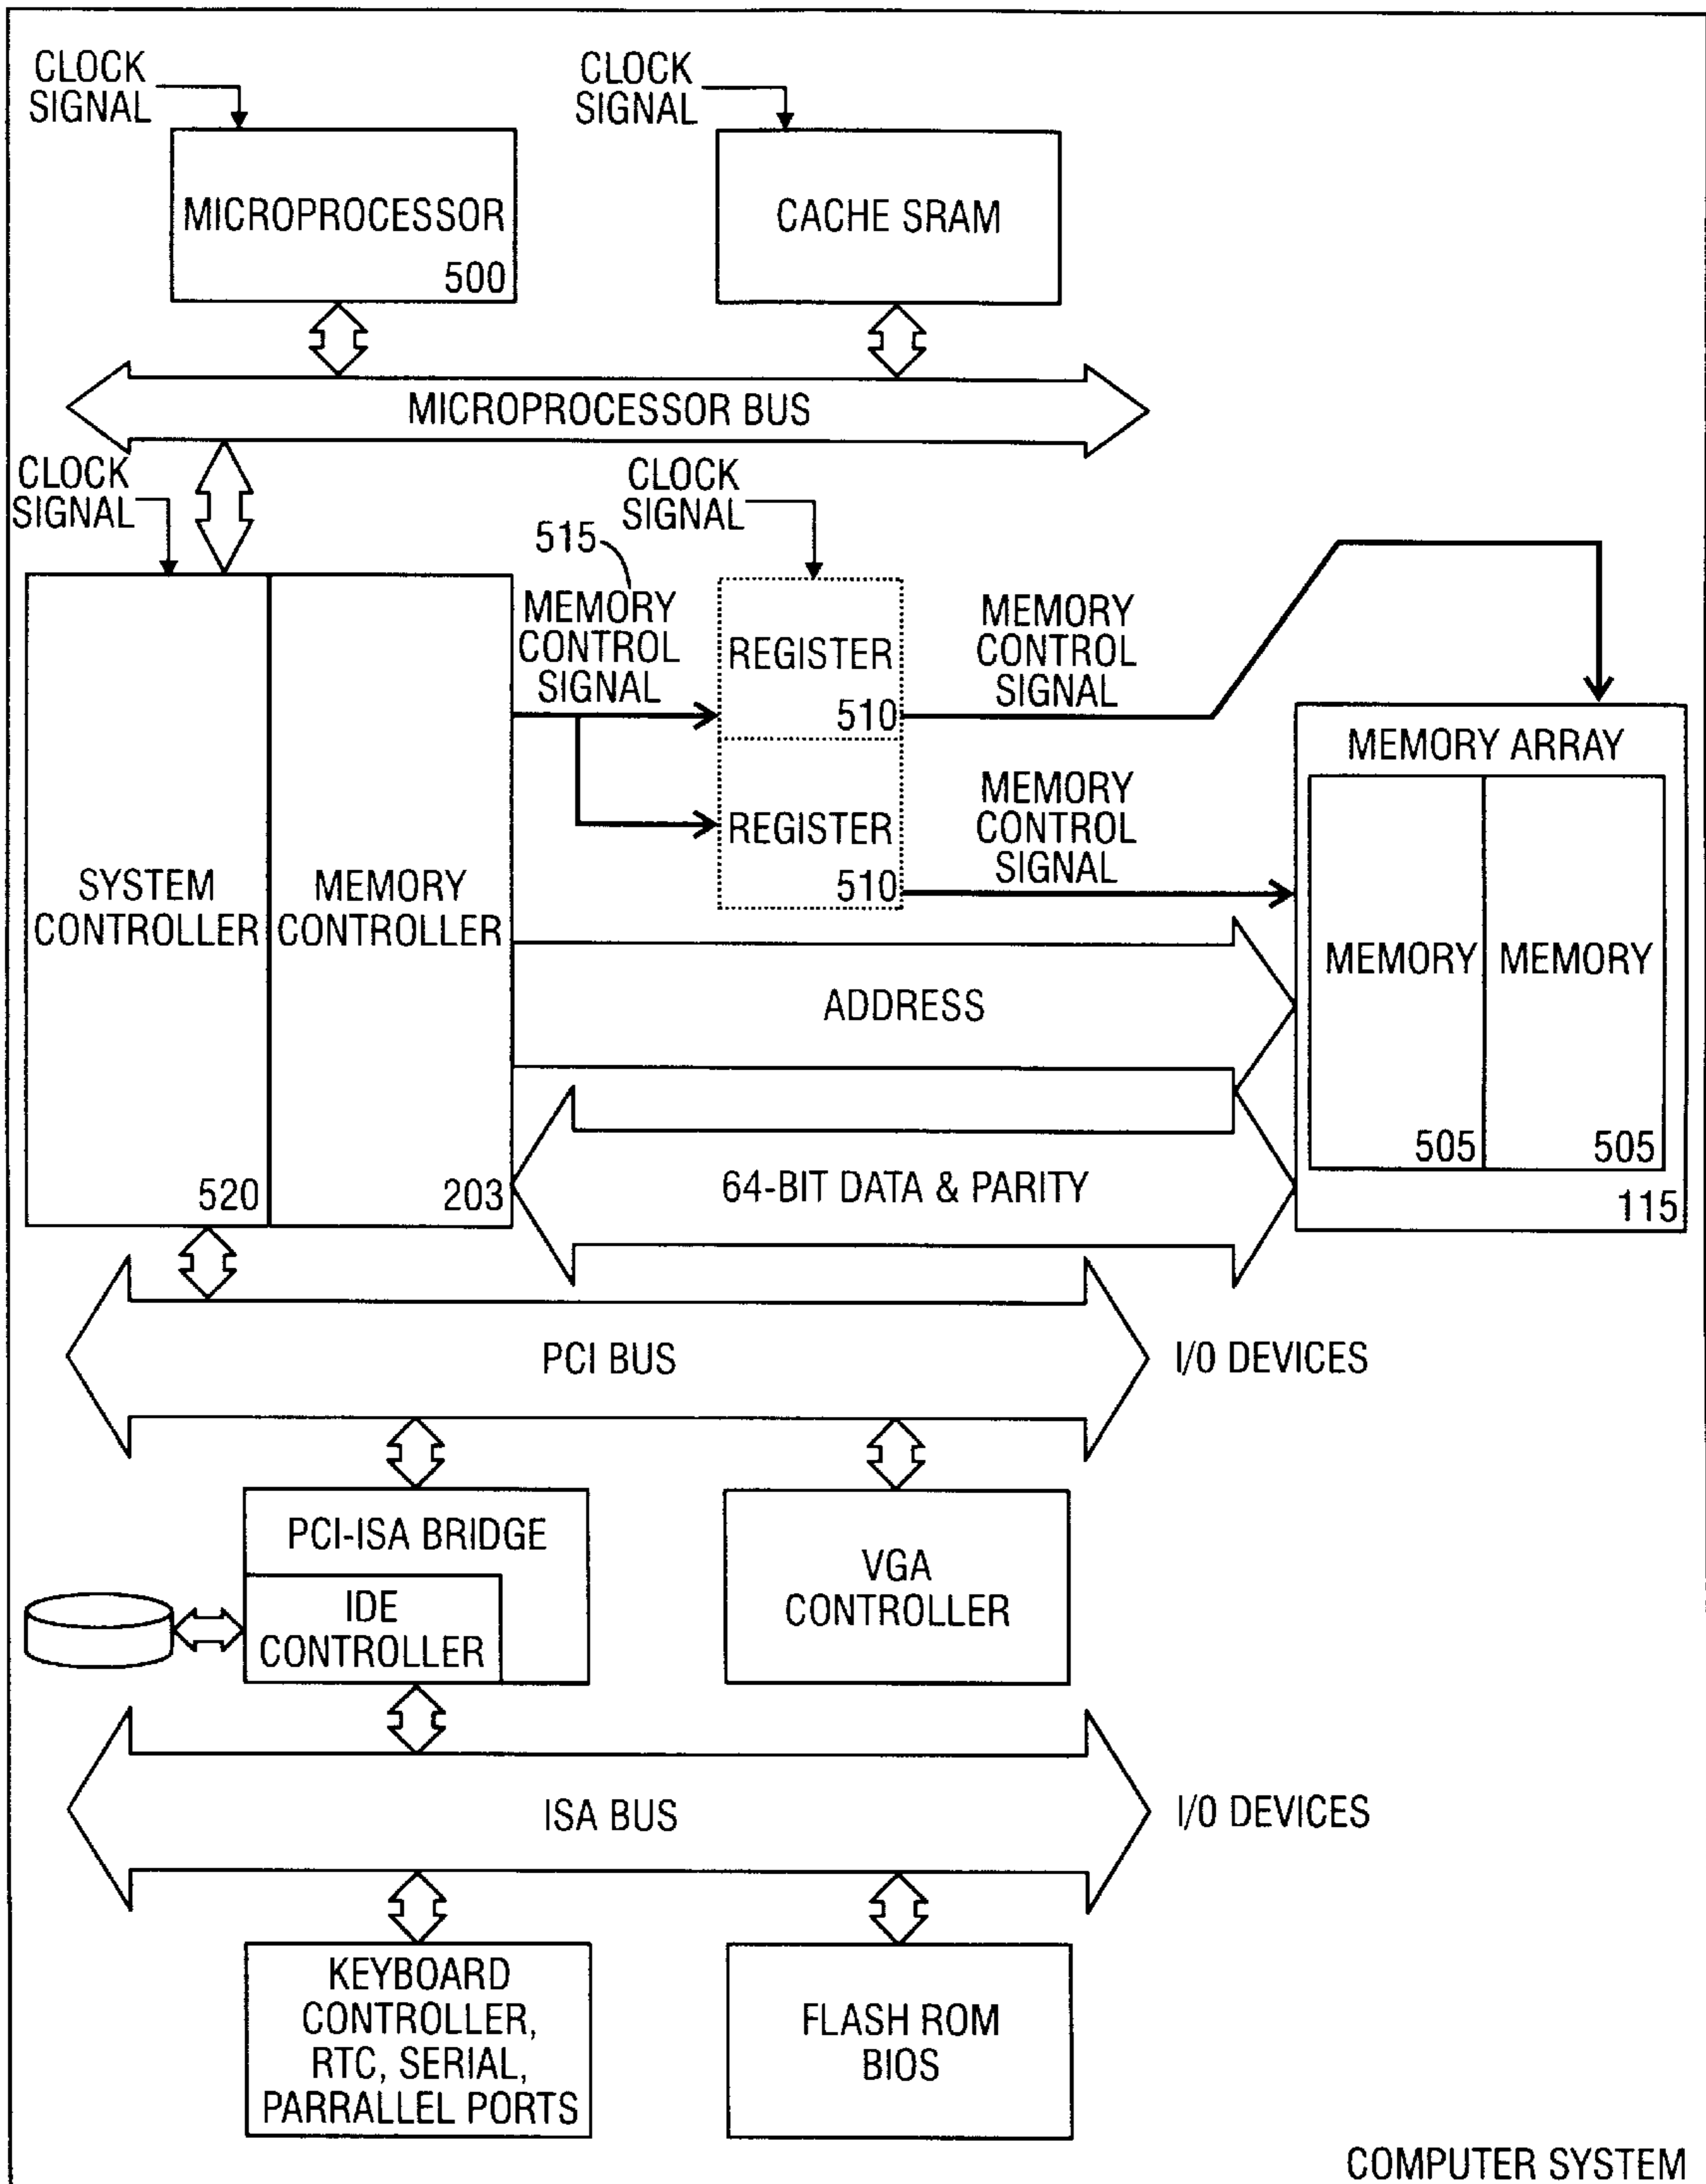 CLOCK
SIGNAL
CLOCK
SIGNAL
MICROPROCESSOR
500
CACHE SRAM
MICROPROCESSOR BUS
CLOCK
SIGNAL
CLOCK
SIGNAL
515
MEMORY
CONTROL
SIGNAL
REGISTER
510
MEMORY
CONTROL
SIGNAL
REGISTER
510
MEMORY
CONTROL
SIGNAL
MEMORY ARRAY
MEMORY
505
MEMORY
505
115
SYSTEM
CONTROLLER
520
MEMORY
CONTROLLER
203
ADDRESS
64-BIT DATA & PARITY
PCI BUS
I/O DEVICES
PCI-ISA BRIDGE
IDE
CONTROLLER
VGA
CONTROLLER
ISA BUS
I/O DEVICES
KEYBOARD
CONTROLLER,
RTC, SERIAL,
PARRALLEL PORTS
FLASH ROM
BIOS
COMPUTER SYSTEM